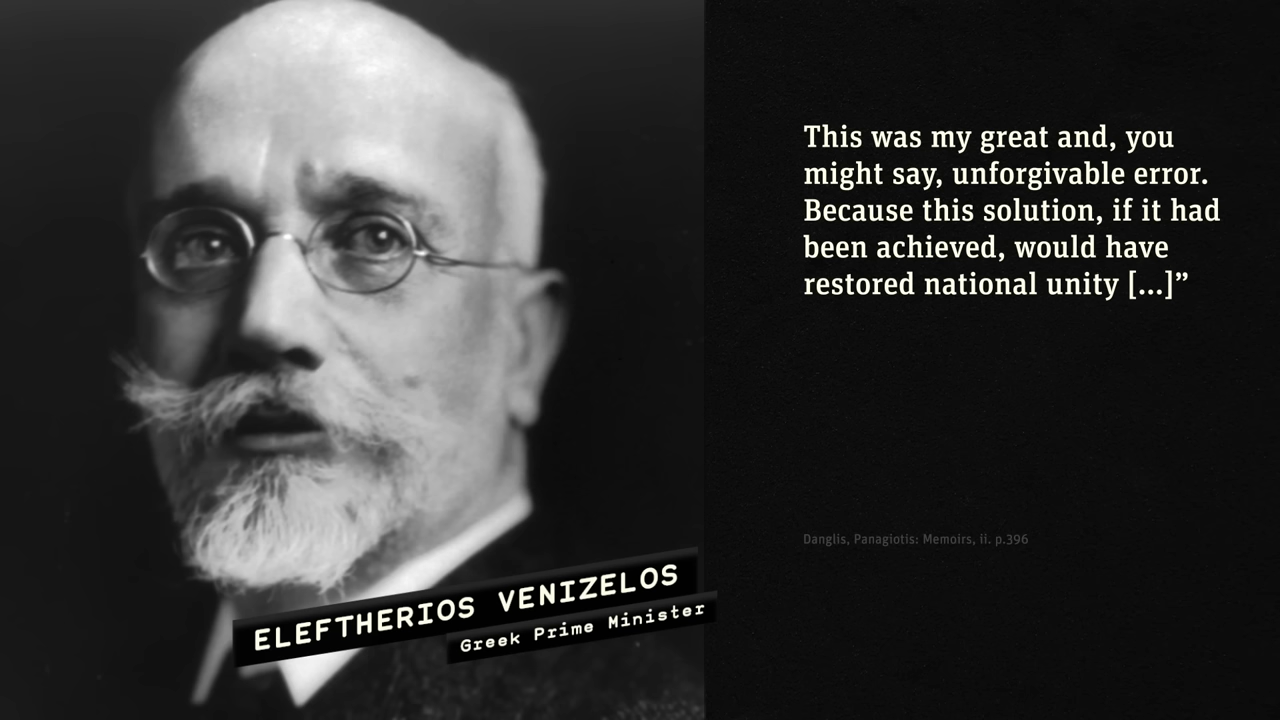 This was my great and, you
might say, unforgivable error.
Because this solution, if it had
been achieved, would have
restored national unity [...]”
Danglis, Panagiotis: Memoirs, ii. p.396
ELEFTHERIOS VENIZELOS
Greek Prime Minister